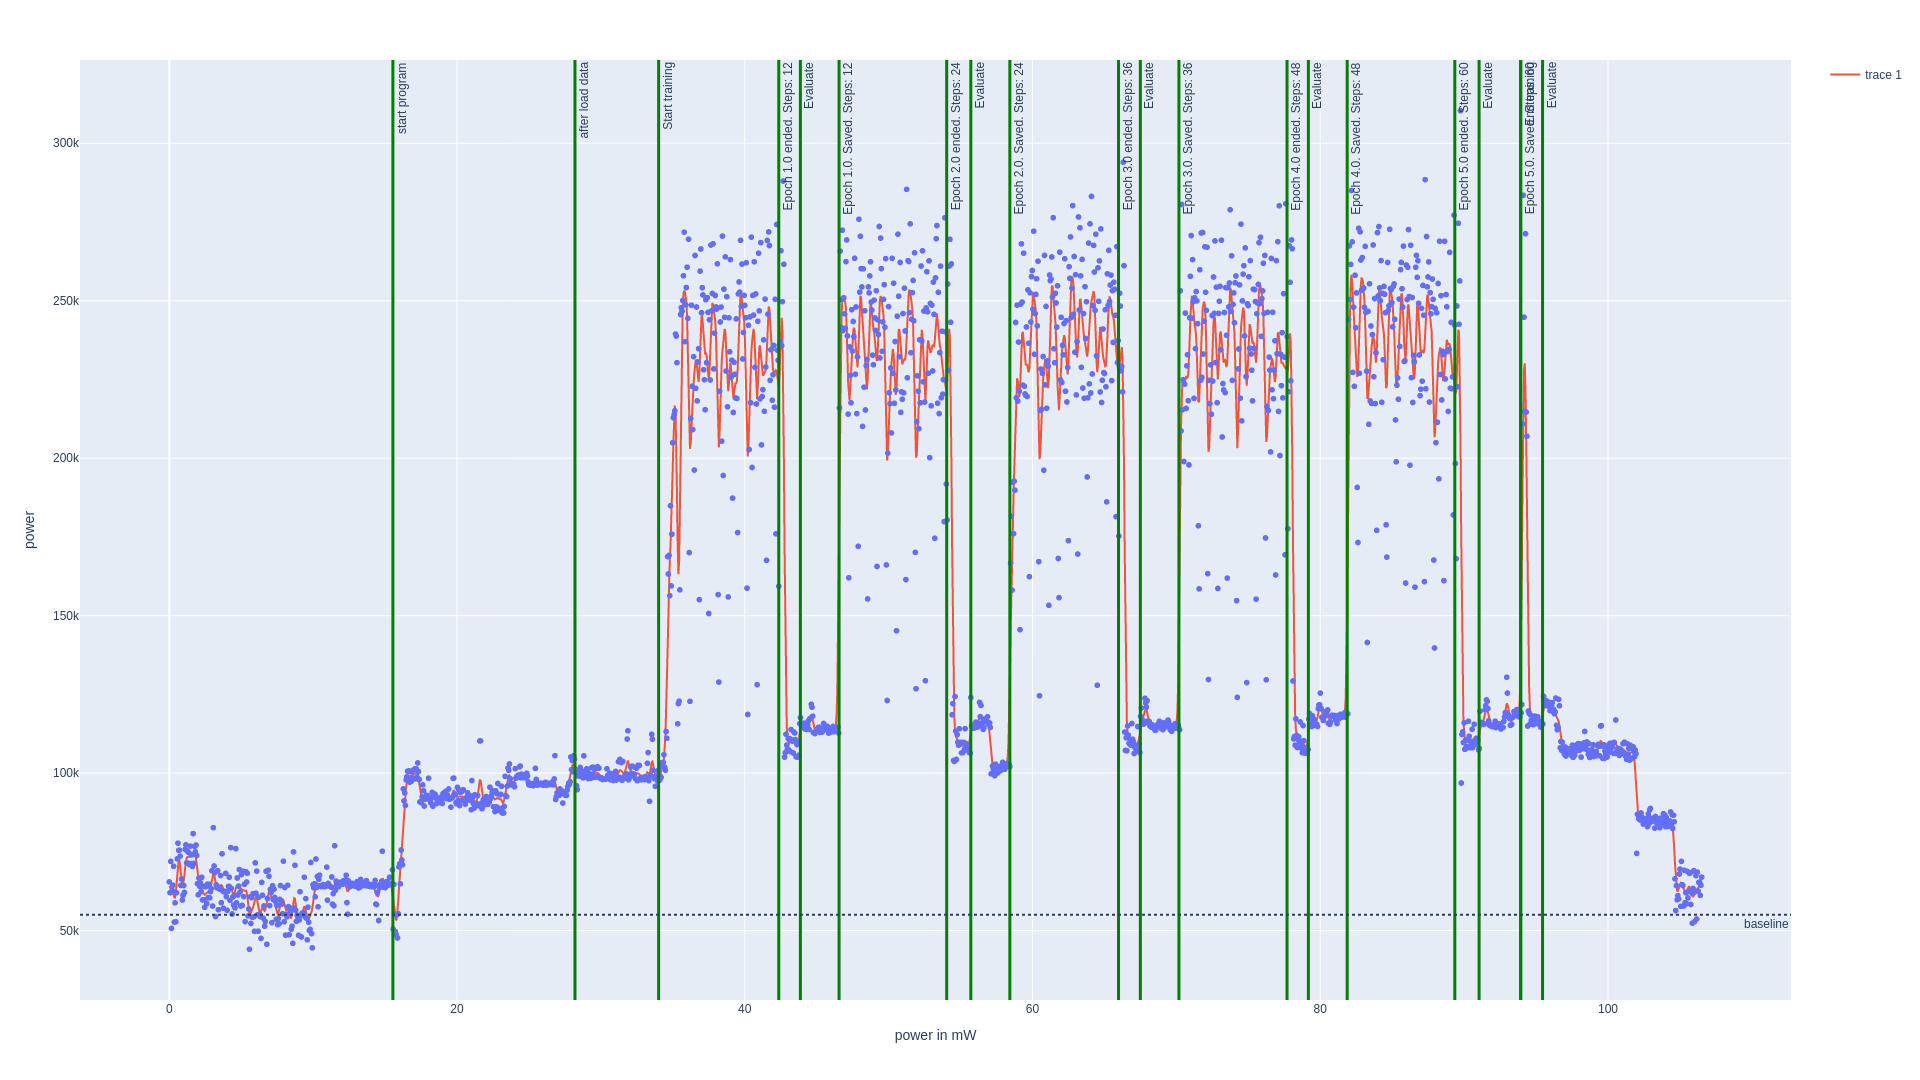 trace 1
start program
after load data
Start training
Epoch 1.0 ended. Steps: 12
Evaluate
Epoch 1.0. Saved. Steps: 12
Epoch 2.0 ended. Steps: 24
Evaluate
Epoch 2.0. Saved. Steps: 24
Epoch 3.0 ended. Steps: 36
Evaluate
Epoch 3.0. Saved. Steps: 36
Epoch 4.0 ended. Steps: 48
Evaluate
Epoch 4.0. Saved. Steps: 48
Epoch 5.0 ended. Steps: 60
Evaluate
Epoch 5.0. Saved.
Evaluate
300k
250k
200k
150k
100k
50k
power
baseline
0
20
40
60
80
100
power in mW